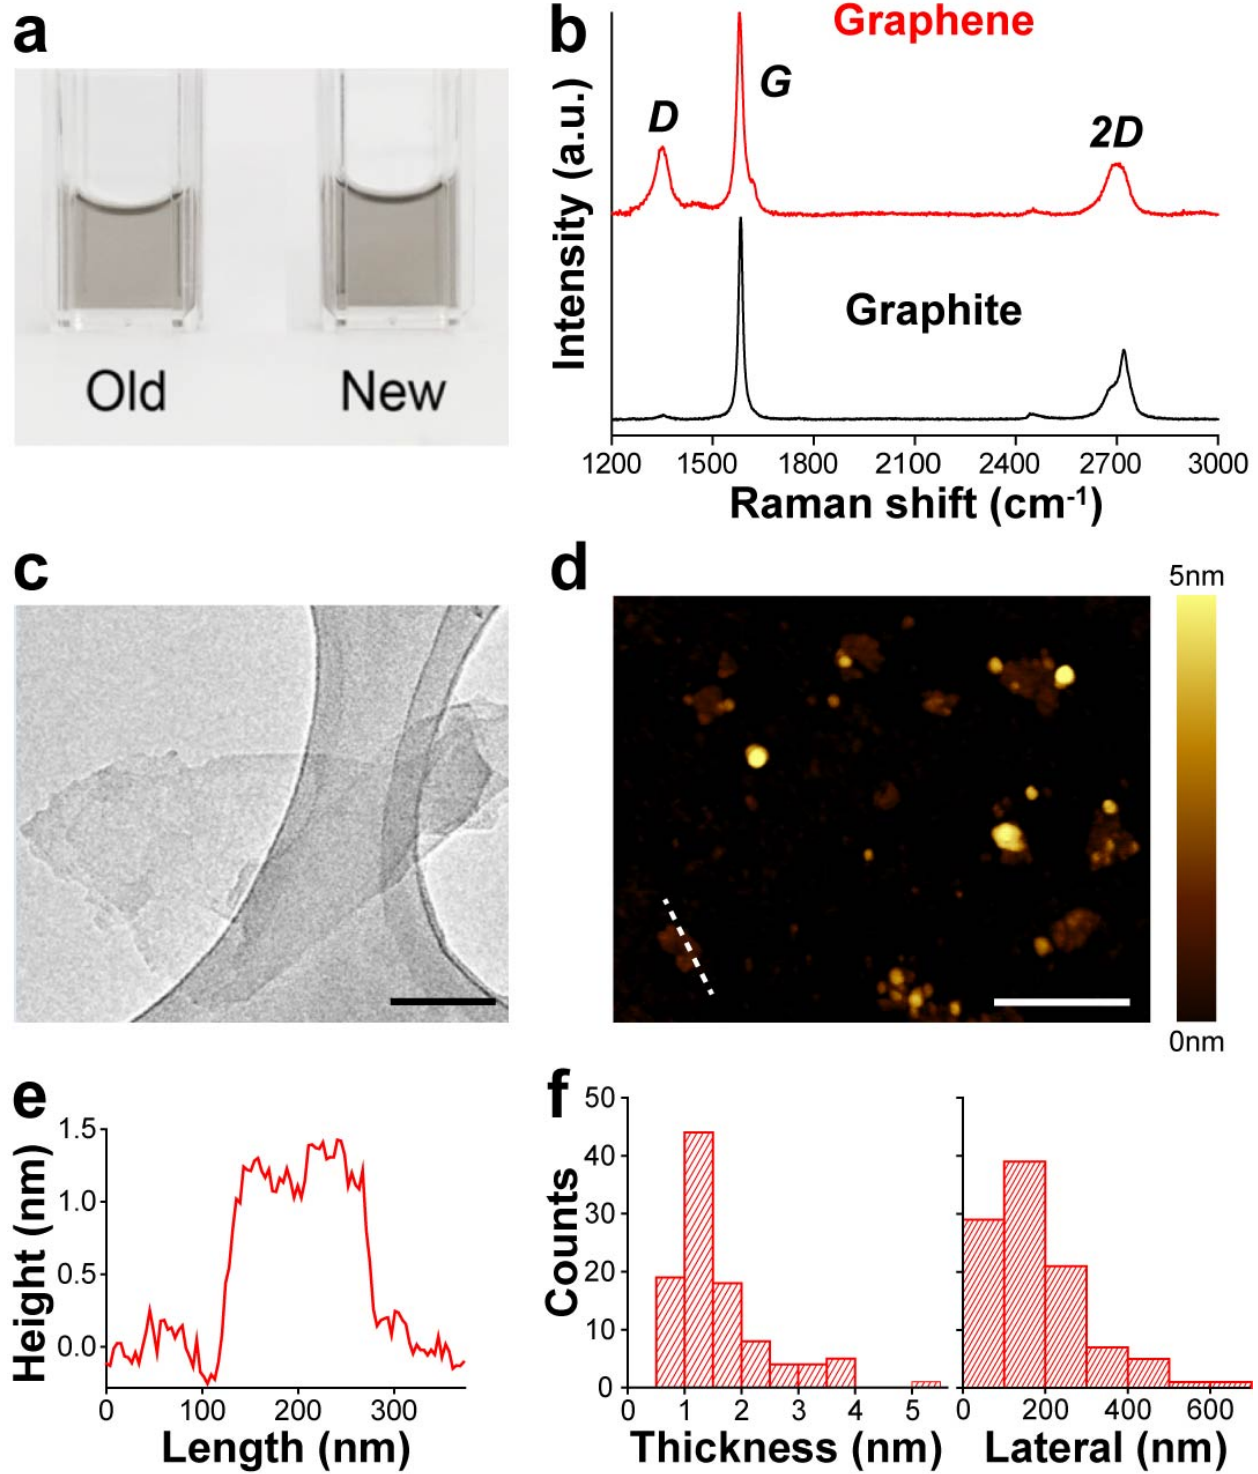 a
Old
New
b
Graphene
D
G
2D
Graphite
Intensity (a.u.)
1200 1500 1800 2100 2400 2700 3000
Raman shift (cm-1)
c
d
5nm
0nm
e
Height (nm)
1.5
1.0
0.5
0.0
0 100 200 300
Length (nm)
f
Counts
50
40
30
20
10
0
0 1 2 3 4 5
Thickness (nm)
0 200 400 600
Lateral (nm)